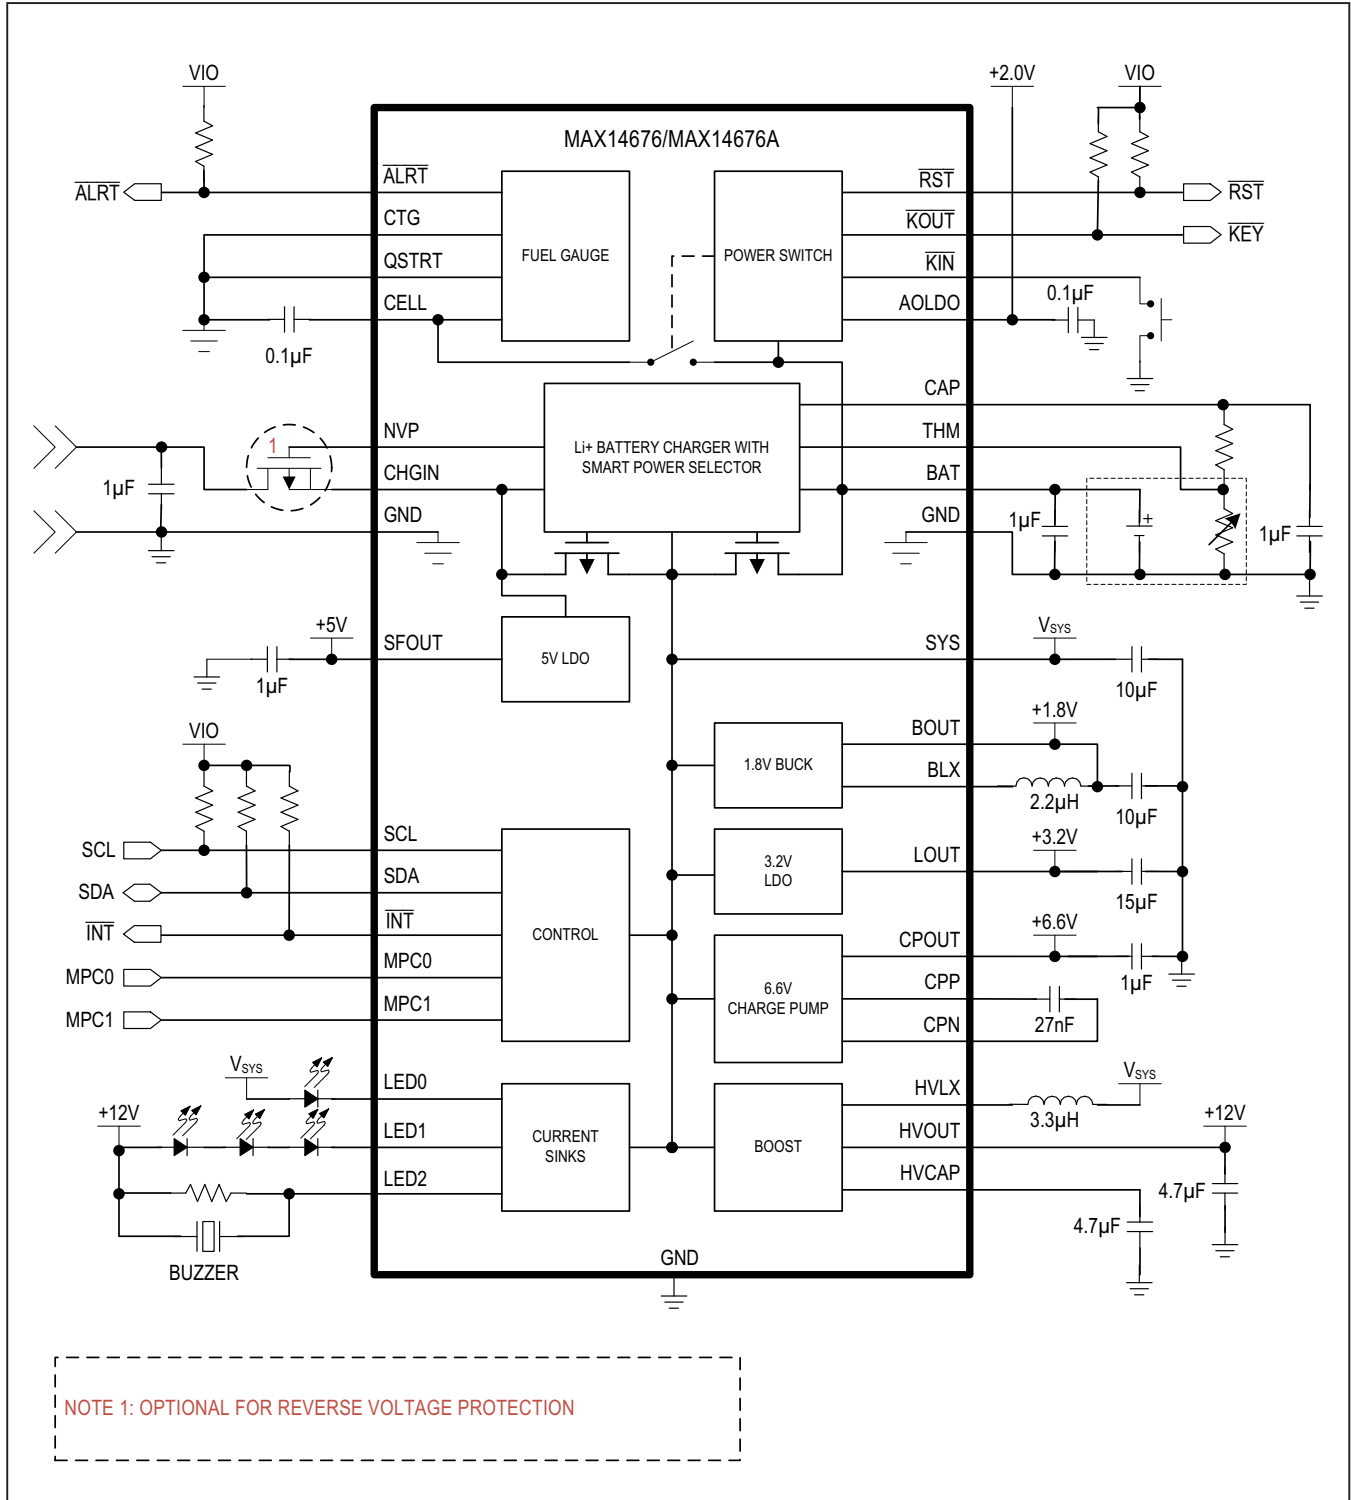 VIO
+2.0V
VIO
MAX14676/MAX14676A
ALRT
ALRT
CTG
QSTRT
CELL
0.1µF
FUEL GAUGE
POWER SWITCH
RST
KOUT
KIN
AOLDO
RST
KEY
0.1µF
1
1µF
NVP
CHGIN
GND
Li+ BATTERY CHARGER WITH
SMART POWER SELECTOR
CAP
THM
BAT
GND
1µF
+
1µF
+5V
1µF
SFOUT
5V LDO
SYS
VSYS
10µF
VIO
1.8V BUCK
BOUT
BLX
+1.8V
2.2µH
10µF
SCL
SDA
INT
MPC0
MPC1
SCL
SDA
INT
MPC0
MPC1
CONTROL
3.2V
LDO
LOUT
+3.2V
15µF
6.6V
CHARGE PUMP
CPOUT
CPP
CPN
+6.6V
1µF
27nF
VSYS
+12V
BUZZER
LED0
LED1
LED2
CURRENT
SINKS
BOOST
HVLX
HVOUT
HVCAP
3.3µH
VSYS
+12V
4.7µF
4.7µF
GND
NOTE 1: OPTIONAL FOR REVERSE VOLTAGE PROTECTION